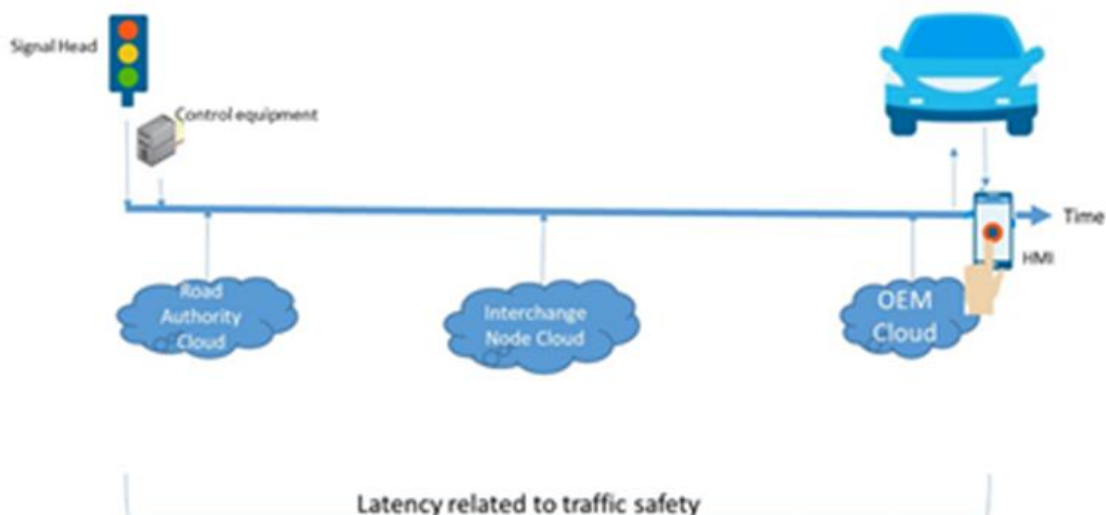 Signal Head
Control equipment
Time
HMI
Road
Authority
Cloud
Interchange
Node Cloud
OEM
Cloud
Latency related to traffic safety